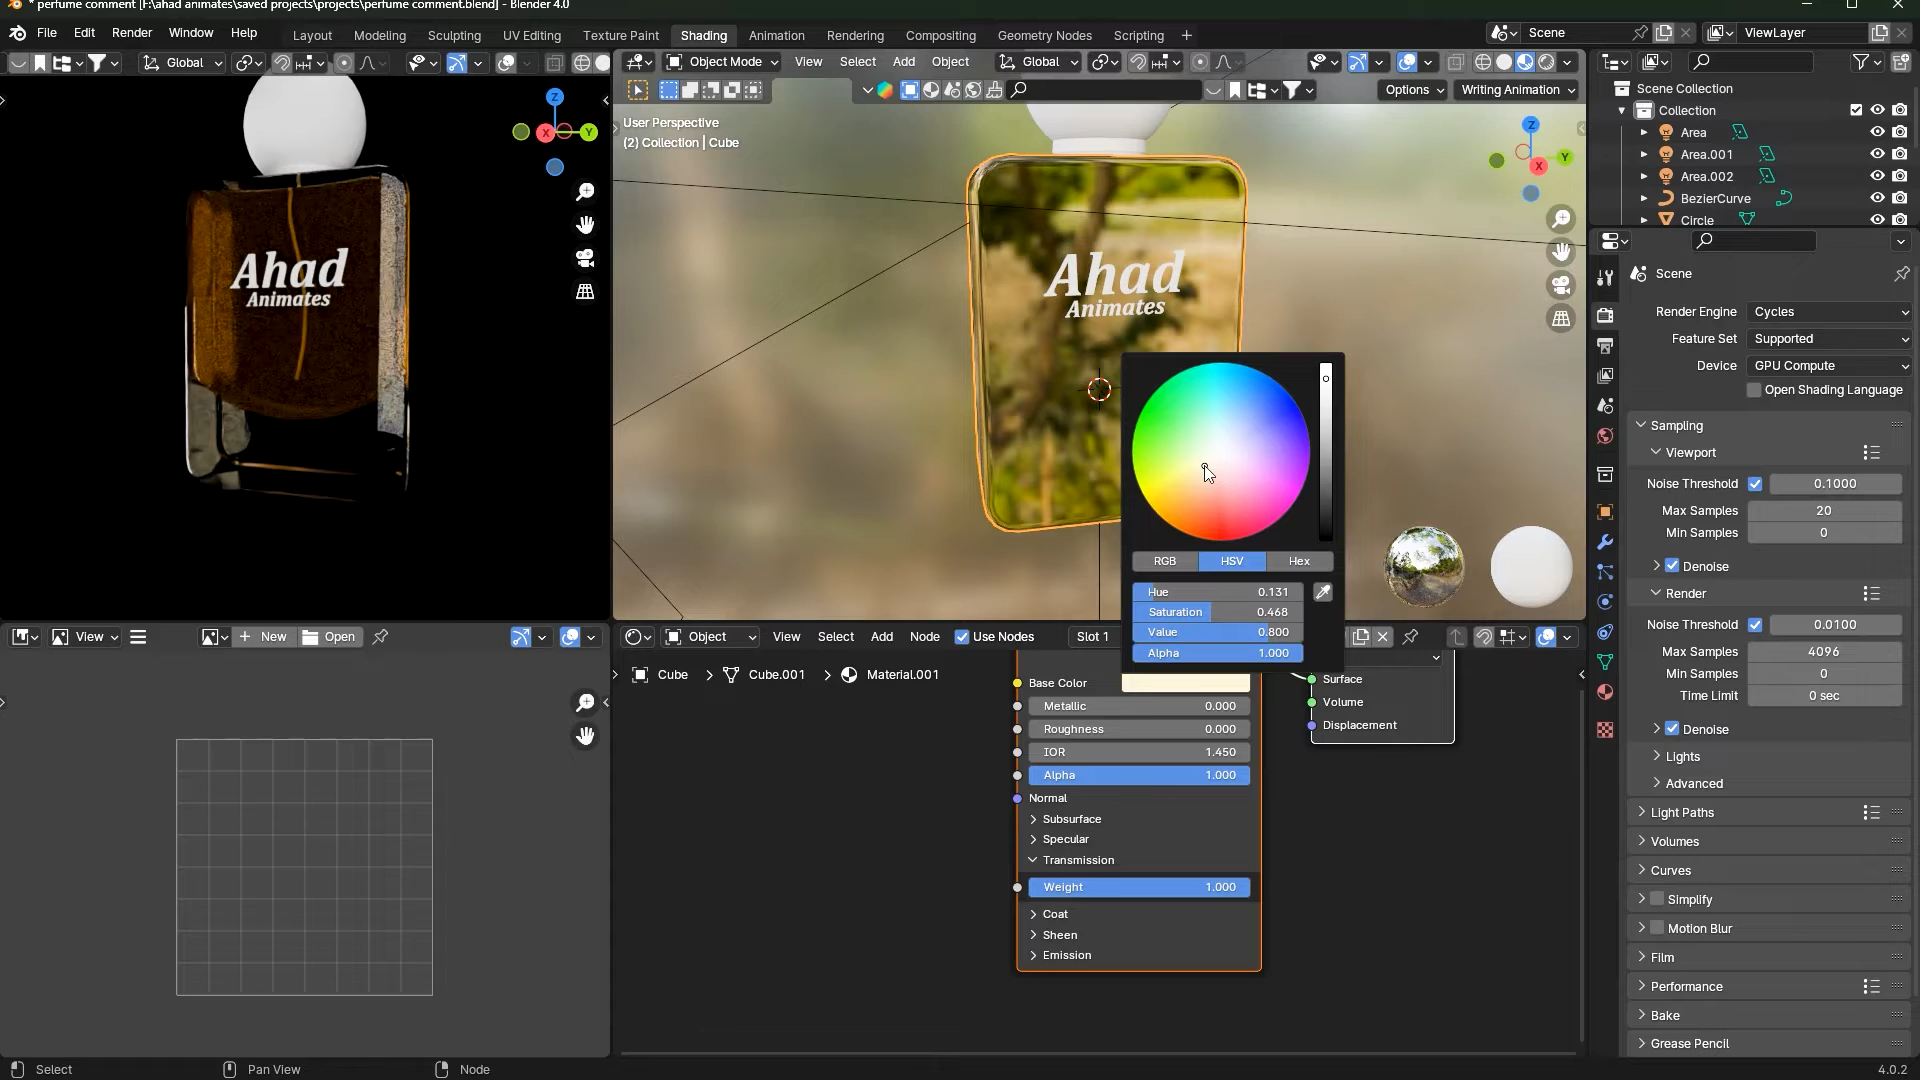 * perfume comment [F:\ahad animates\saved projects\projects\perfume comment.blend] - Blender 4.0
File Edit Render Window Help Layout Modeling Sculpting UV Editing Texture Paint Shading Animation Rendering Compositing Geometry Nodes Scripting + Scene ViewLayer
Global Object Mode View Select Add Object Global
Options Writing Animation
User Perspective
(2) Collection | Cube
Z
X
Y
Z
Y
X
Ahad
Animates
Ahad
Animates
RGB HSV Hex
Hue 0.131
Saturation 0.468
Value 0.800
Alpha 1.000
View New Open
Object View Select Add Node Use Nodes Slot 1
Cube > Cube.001 > Material.001
Base Color
Metallic 0.000
Roughness 0.000
IOR 1.450
Alpha 1.000
Normal
Subsurface
Specular
Transmission
Weight 1.000
Coat
Sheen
Emission
Surface
Volume
Displacement
Scene Collection
Collection
Area
Area.001
Area.002
BezierCurve
Circle
Scene
Render Engine Cycles
Feature Set Supported
Device GPU Compute
Open Shading Language
Sampling
Viewport
Noise Threshold 0.1000
Max Samples 20
Min Samples 0
Denoise
Render
Noise Threshold 0.0100
Max Samples 4096
Min Samples 0
Time Limit 0 sec
Denoise
Lights
Advanced
Light Paths
Volumes
Curves
Simplify
Motion Blur
Film
Performance
Bake
Grease Pencil
Select Pan View Node 4.0.2